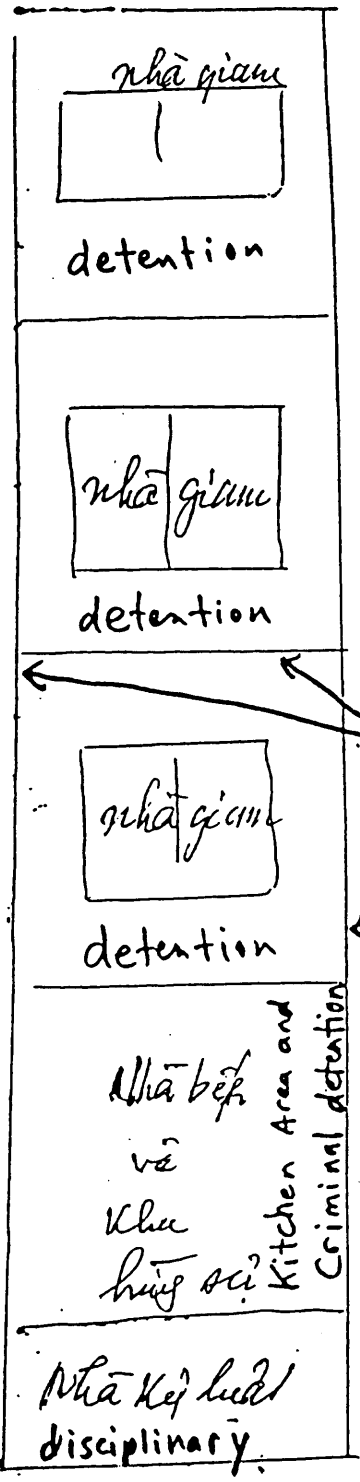 nhà giam
detention
nhà giam
detention
nhà giam
detention
Nhà bếp
và
Khu
hình sự
Kitchen Area and
Criminal detention
Nhà Kỷ luật
disciplinary